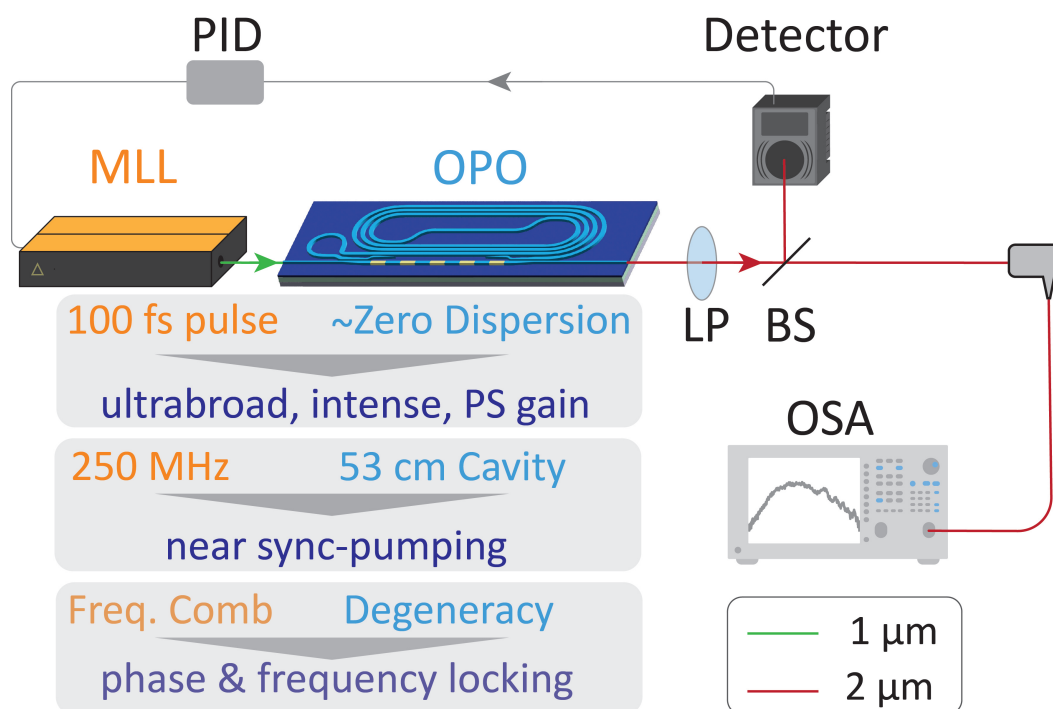 PID
Detector
MLL
OPO
LP
BS
100 fs pulse
~Zero Dispersion
ultrabroad, intense, PS gain
250 MHz
53 cm Cavity
near sync-pumping
OSA
Freq. Comb
Degeneracy
phase & frequency locking
1 µm
2 µm